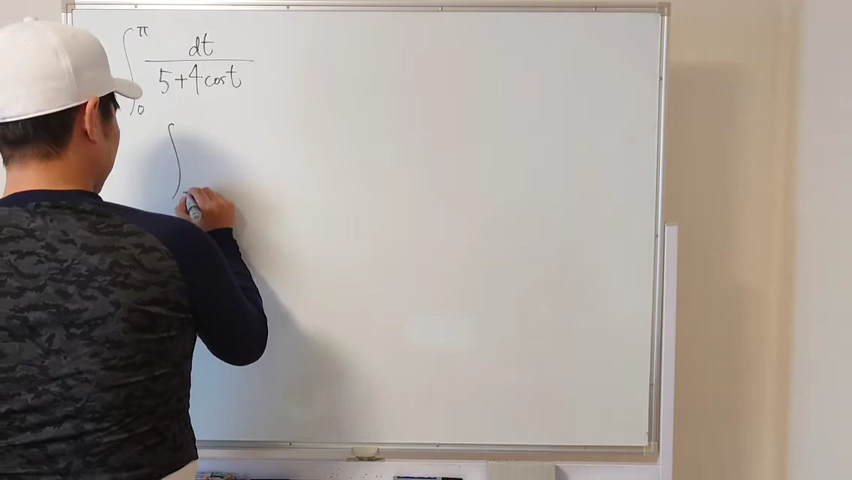 ∫₀^π dt / (5+4cost)
∫